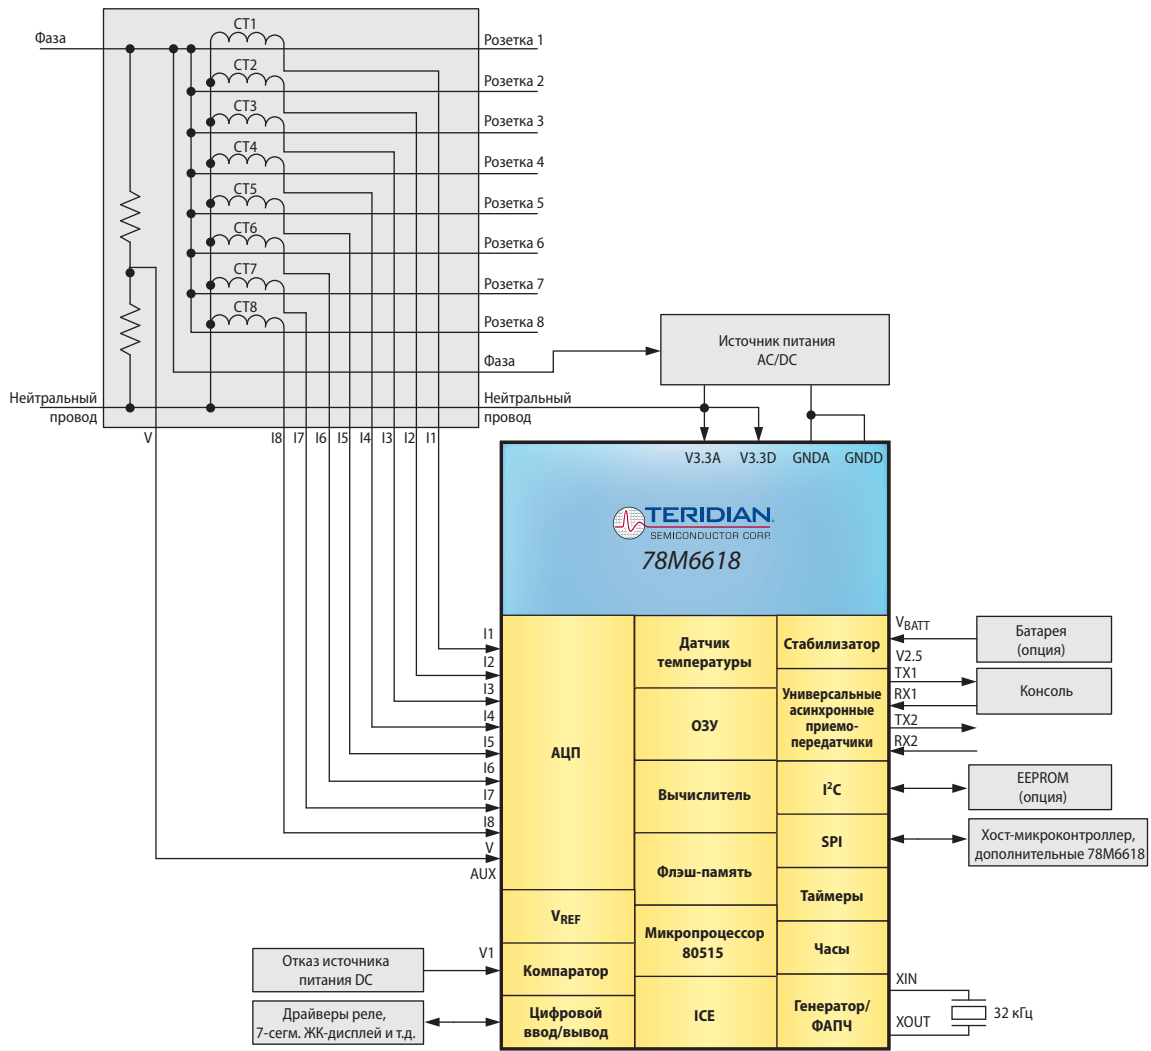 Фаза
CT1
CT2
CT3
CT4
CT5
CT6
CT7
CT8
Розетка 1
Розетка 2
Розетка 3
Розетка 4
Розетка 5
Розетка 6
Розетка 7
Розетка 8
Фаза
Нейтральный
провод
Нейтральный
провод
Источник питания
AC/DC
V
I8
I7
I6
I5
I4
I3
I2
I1
V3.3A
V3.3D
GNDA
GNDD
TERIDIAN
SEMICONDUCTOR CORP.
78M6618
I1
I2
I3
I4
I5
I6
I7
I8
V
AUX
V1
АЦП
VREF
Компаратор
Цифровой
ввод/вывод
Датчик
температуры
ОЗУ
Вычислитель
Флэш-память
Микропроцессор
80515
ICE
Стабилизатор
Универсальные
асинхронные
приемо-
передатчики
I²C
SPI
Таймеры
Часы
Генератор/
ФАПЧ
VBATT
V2.5
TX1
RX1
TX2
RX2
XIN
XOUT
Батарея
(опция)
Консоль
EEPROM
(опция)
Хост-микроконтроллер,
дополнительные 78M6618
32 кГц
Отказ источника
питания DC
Драйверы реле,
7-сегм. ЖК-дисплей и т.д.